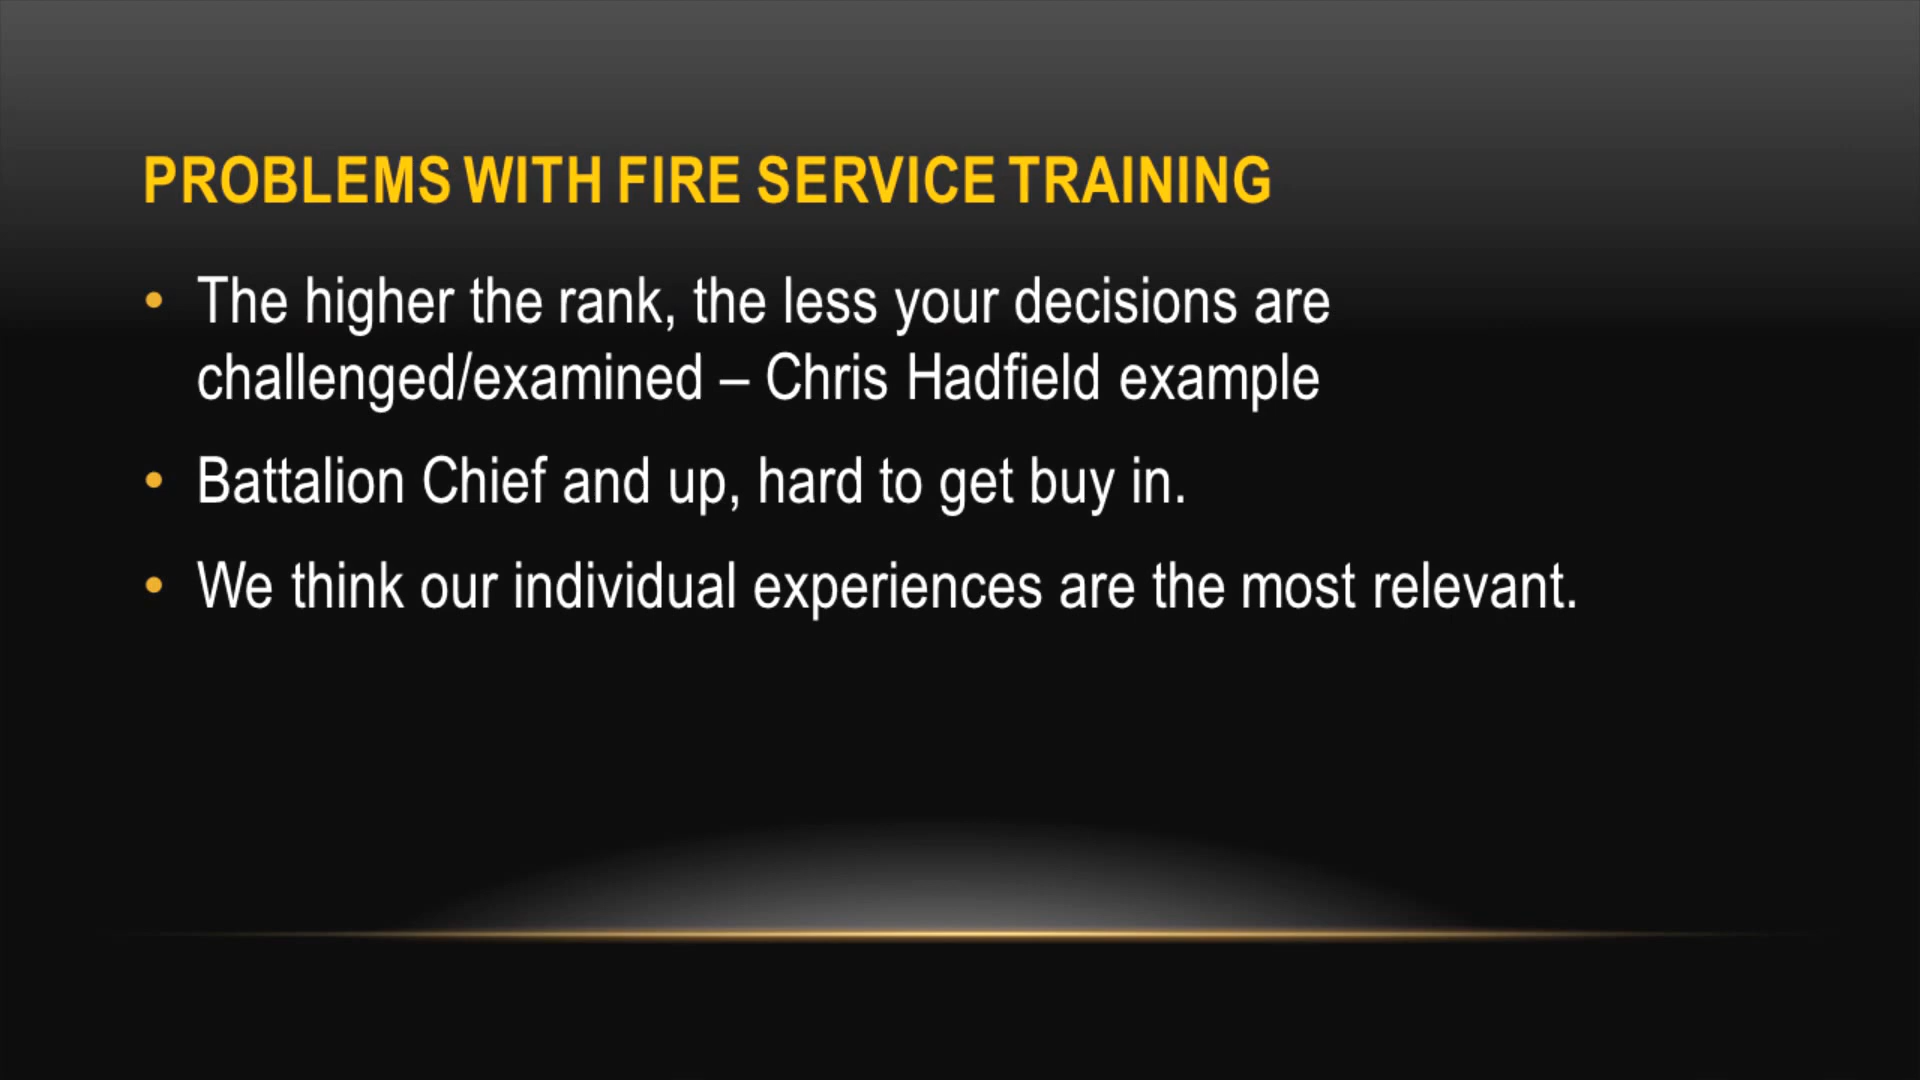 PROBLEMS WITH FIRE SERVICE TRAINING
• The higher the rank, the less your decisions are
challenged/examined – Chris Hadfield example
• Battalion Chief and up, hard to get buy in.
• We think our individual experiences are the most relevant.